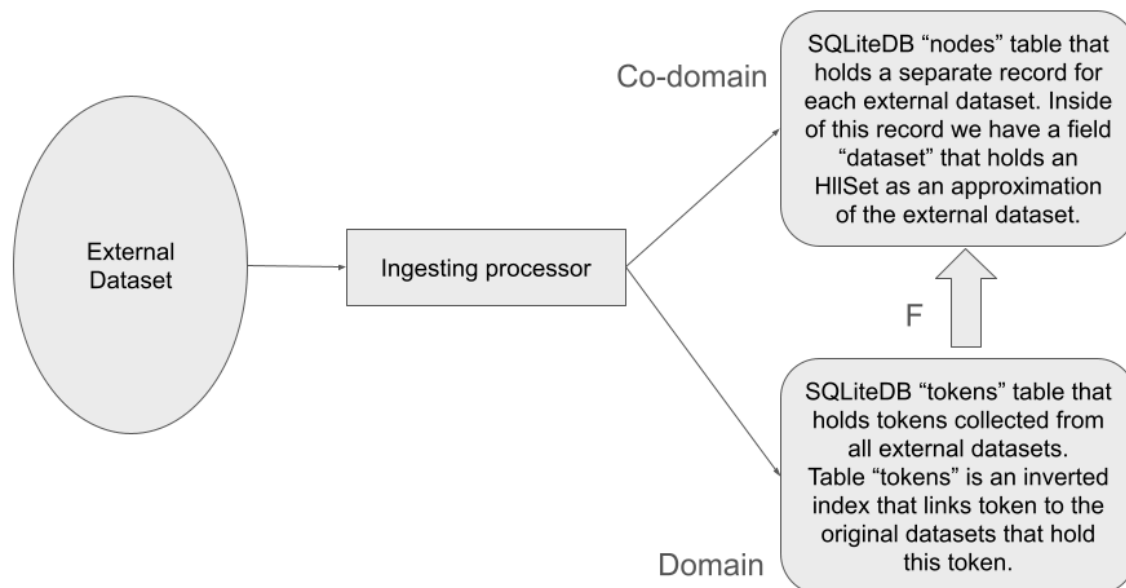 External
Dataset
Ingesting processor
Co-domain
SQLiteDB “nodes” table that
holds a separate record for
each external dataset. Inside
of this record we have a field
“dataset” that holds an
HllSet as an approximation
of the external dataset.
F
SQLiteDB “tokens” table that
holds tokens collected from
all external datasets.
Table “tokens” is an inverted
index that links token to the
original datasets that hold
this token.
Domain